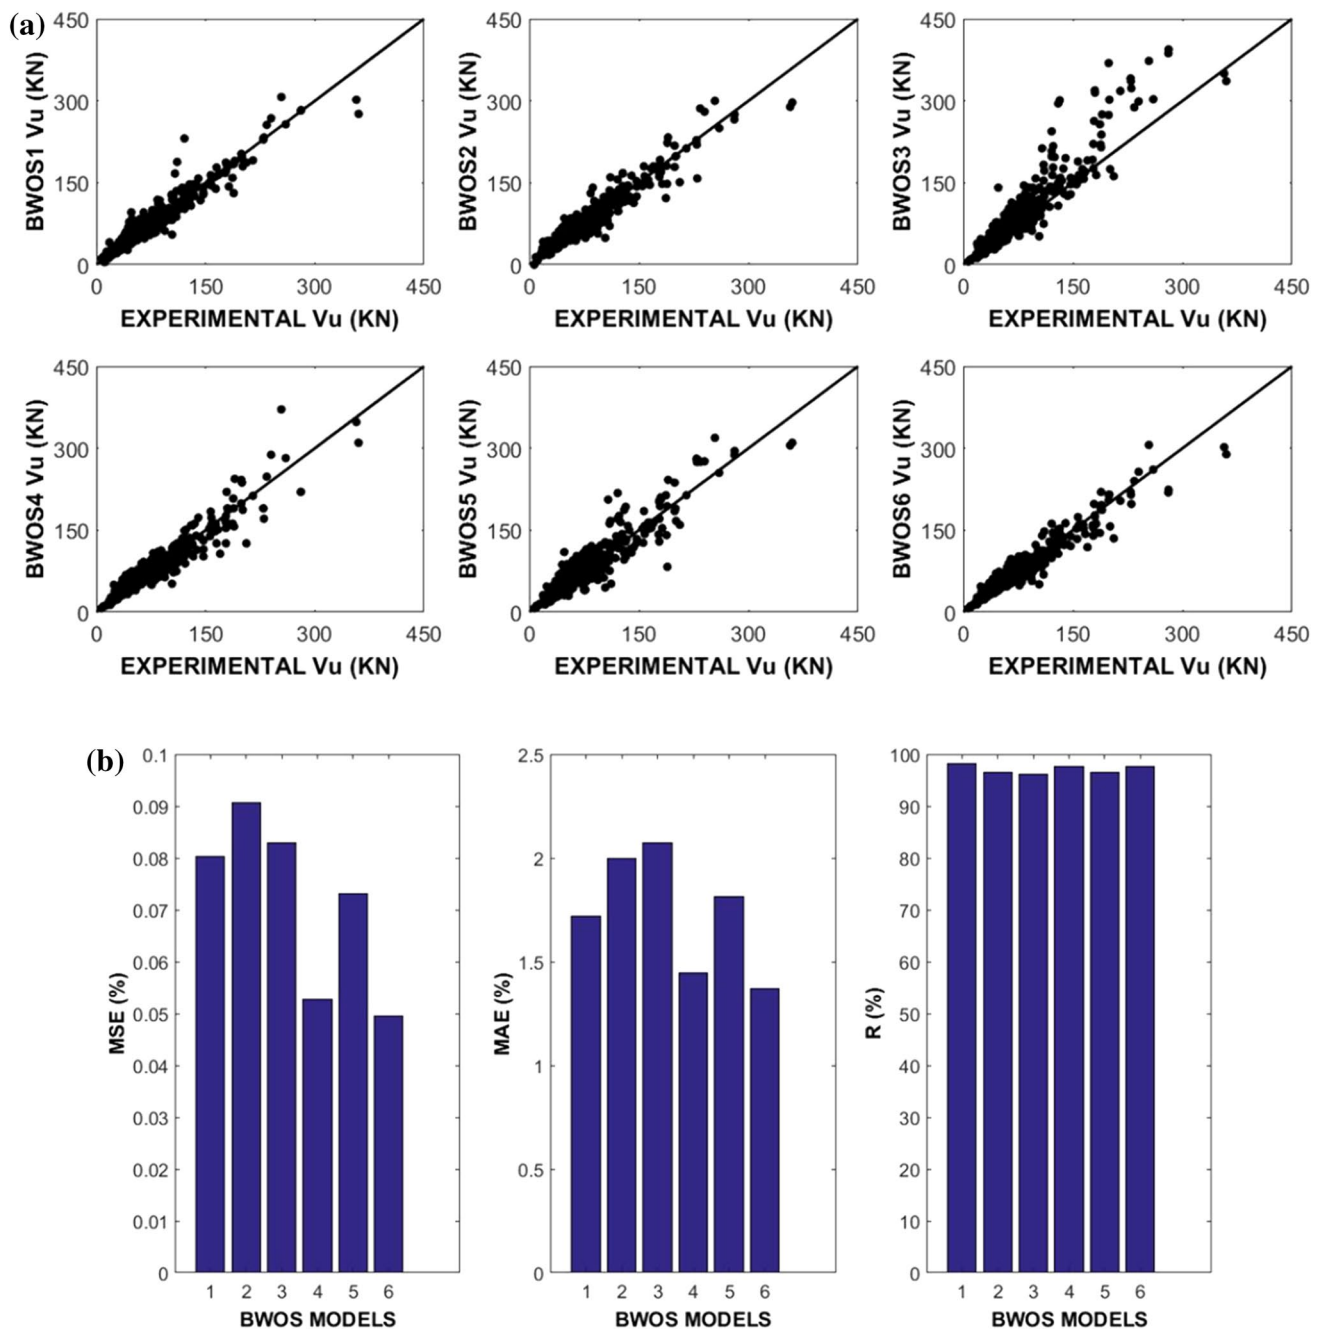 (a)
450
300
150
0
BWOS1 Vu (KN)
0 150 300 450
EXPERIMENTAL Vu (KN)
450
300
150
0
BWOS2 Vu (KN)
0 150 300 450
EXPERIMENTAL Vu (KN)
450
300
150
0
BWOS3 Vu (KN)
0 150 300 450
EXPERIMENTAL Vu (KN)
450
300
150
0
BWOS4 Vu (KN)
0 150 300 450
EXPERIMENTAL Vu (KN)
450
300
150
0
BWOS5 Vu (KN)
0 150 300 450
EXPERIMENTAL Vu (KN)
450
300
150
0
BWOS6 Vu (KN)
0 150 300 450
EXPERIMENTAL Vu (KN)
(b)
0.1
0.09
0.08
0.07
0.06
0.05
0.04
0.03
0.02
0.01
0
MSE (%)
1 2 3 4 5 6
BWOS MODELS
2.5
2
1.5
1
0.5
0
MAE (%)
1 2 3 4 5 6
BWOS MODELS
100
90
80
70
60
50
40
30
20
10
0
R (%)
1 2 3 4 5 6
BWOS MODELS